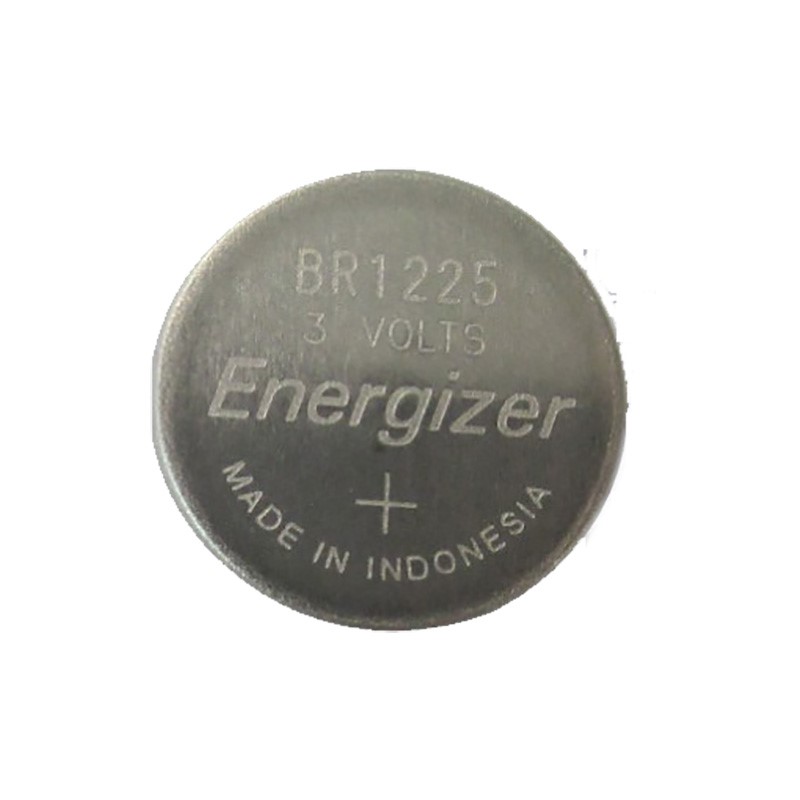 BR1225
3 VOLTS
Energizer
+
MADE IN INDONESIA